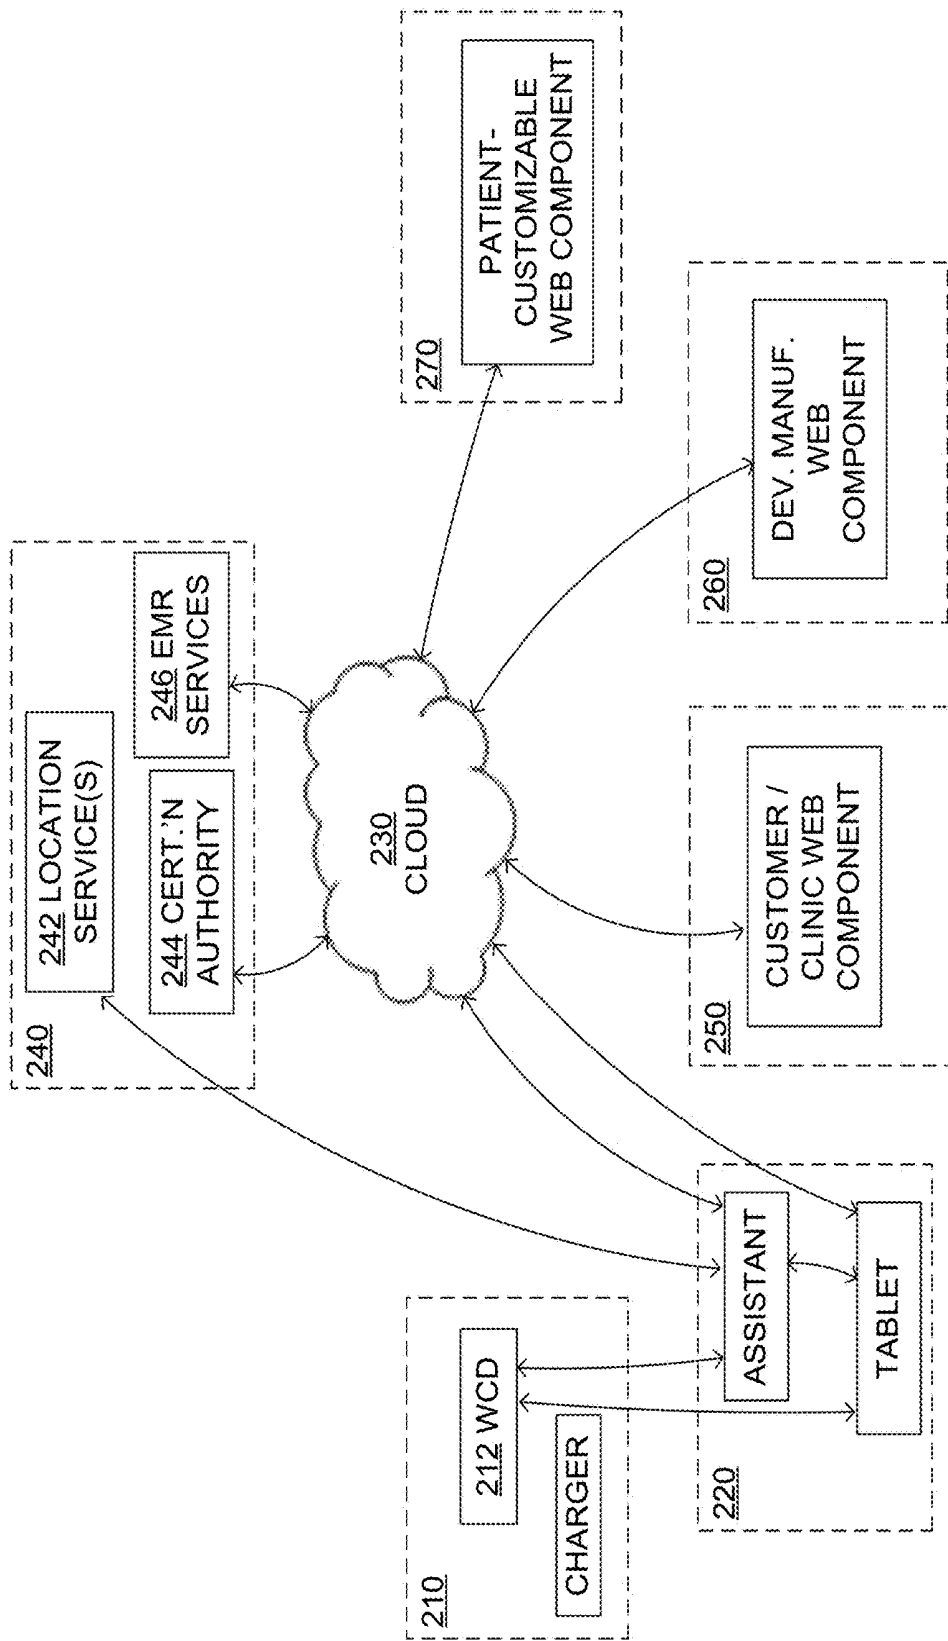 240
242 LOCATION
SERVICE(S)
244 CERT.'N
AUTHORITY
246 EMR
SERVICES
230
CLOUD
210
212 WCD
CHARGER
270
PATIENT-
CUSTOMIZABLE
WEB COMPONENT
220
ASSISTANT
TABLET
250
CUSTOMER /
CLINIC WEB
COMPONENT
260
DEV. MANUF.
WEB
COMPONENT